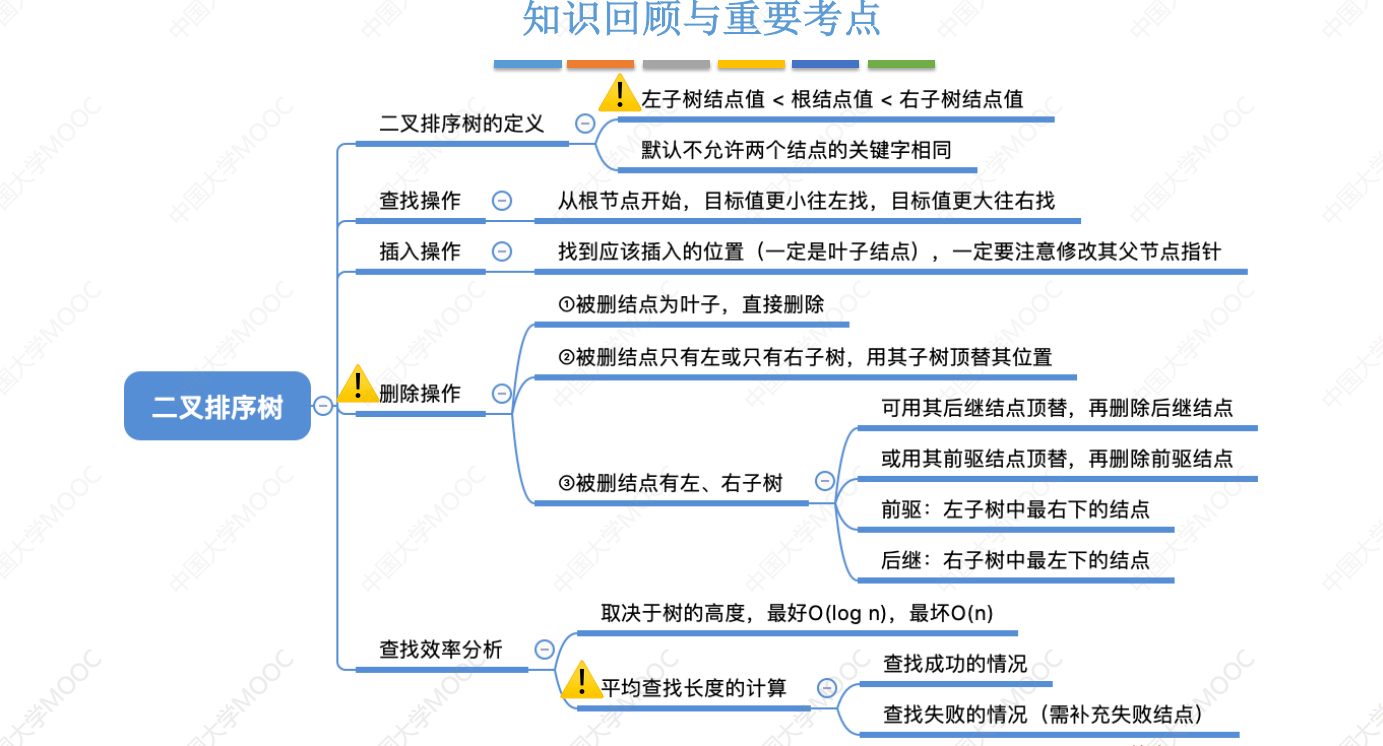 知识回顾与重要考点
左子树结点值 < 根结点值 < 右子树结点值
二叉排序树的定义
默认不允许两个结点的关键字相同
查找操作
从根节点开始，目标值更小往左找，目标值更大往右找
插入操作
找到应该插入的位置（一定是叶子结点），一定要注意修改其父节点指针
①被删结点为叶子，直接删除
②被删结点只有左或只有右子树，用其子树顶替其位置
删除操作
二叉排序树
可用其后继结点顶替，再删除后继结点
或用其前驱结点顶替，再删除前驱结点
③被删结点有左、右子树
前驱：左子树中最右下的结点
后继：右子树中最左下的结点
取决于树的高度，最好O(log n)，最坏O(n)
查找效率分析
查找成功的情况
平均查找长度的计算
查找失败的情况（需补充失败结点）
中国大学MOOC